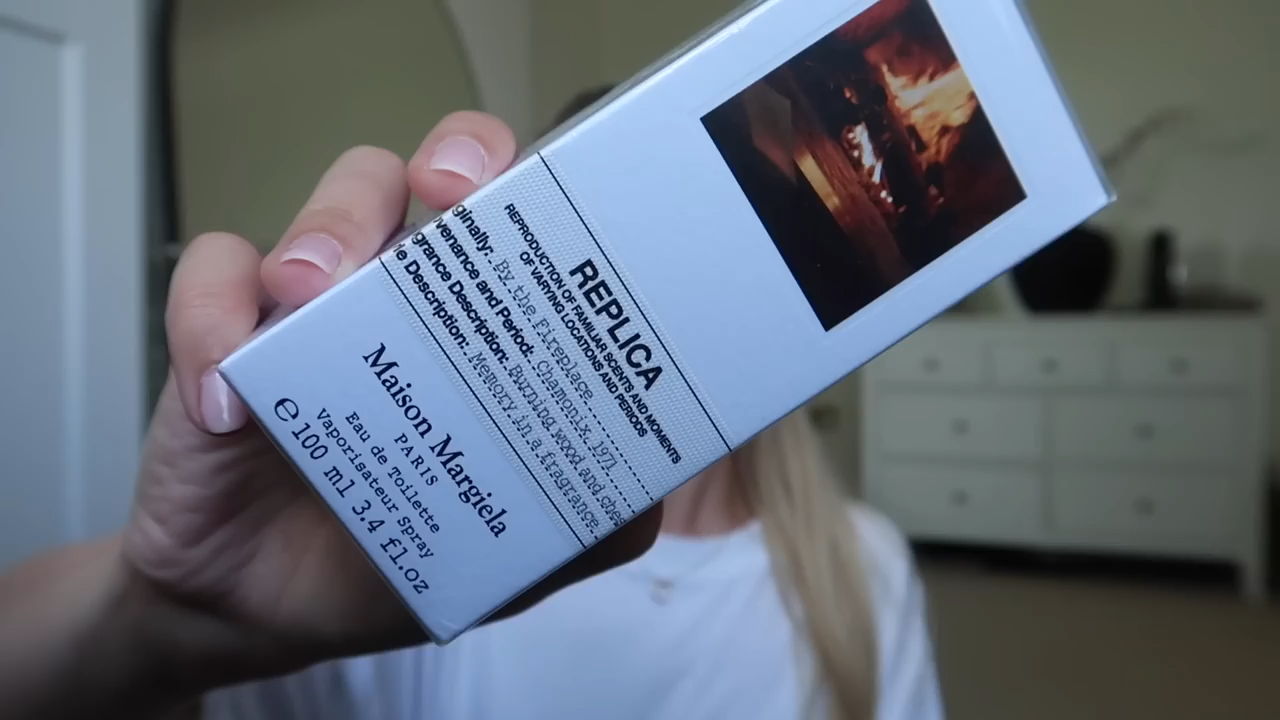 REPLICA
REPRODUCTION OF FAMILIAR SCENTS AND MOMENTS
OF VARYING LOCATIONS AND PERIODS
ginally: By the Fireplace
venance and Period: Chamonix, 1971
grance Description: Burning wood and ches
le Description: Memory in a fragrance
Maison Margiela
PARIS
Eau de Toilette
Vaporisateur Spray
e 100 ml 3.4 fl.oz